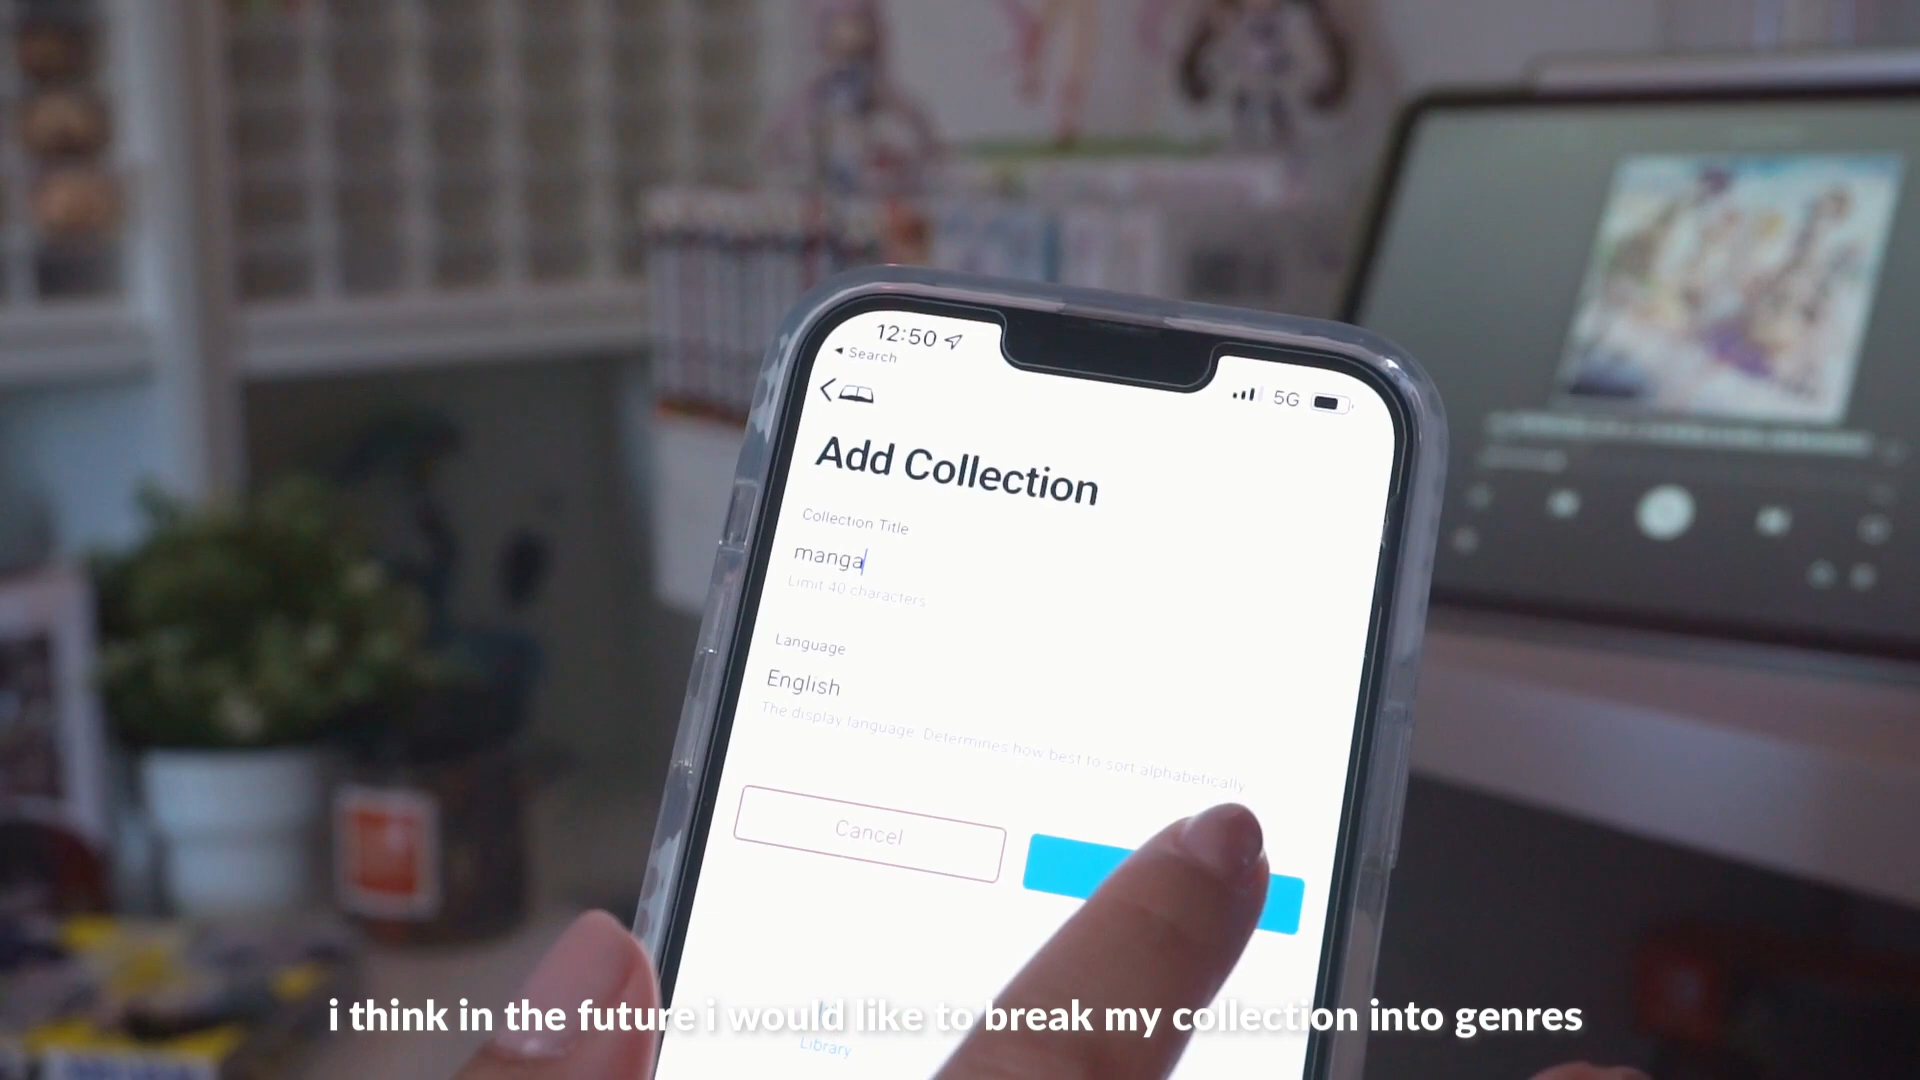 12:50
Search
5G
Add Collection
Collection Title
manga
Limit 40 characters
Language
English
The display language. Determines how best to sort alphabetically
Cancel
i think in the future i would like to break my collection into genres
Library